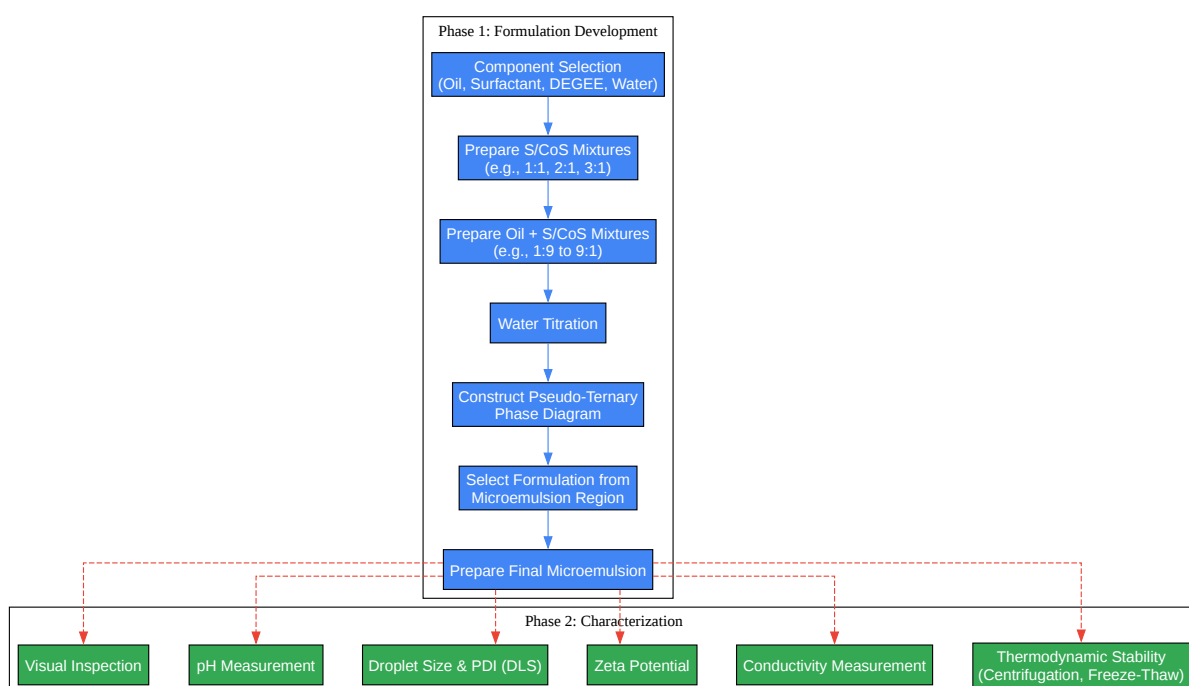 Phase 1: Formulation Development
Component Selection
(Oil, Surfactant, DEGEE, Water)
Prepare S/CoS Mixtures
(e.g., 1:1, 2:1, 3:1)
Prepare Oil + S/CoS Mixtures
(e.g., 1:9 to 9:1)
Water Titration
Construct Pseudo-Ternary
Phase Diagram
Select Formulation from
Microemulsion Region
Prepare Final Microemulsion
Phase 2: Characterization
Visual Inspection
pH Measurement
Droplet Size & PDI (DLS)
Zeta Potential
Conductivity Measurement
Thermodynamic Stability
(Centrifugation, Freeze-Thaw)